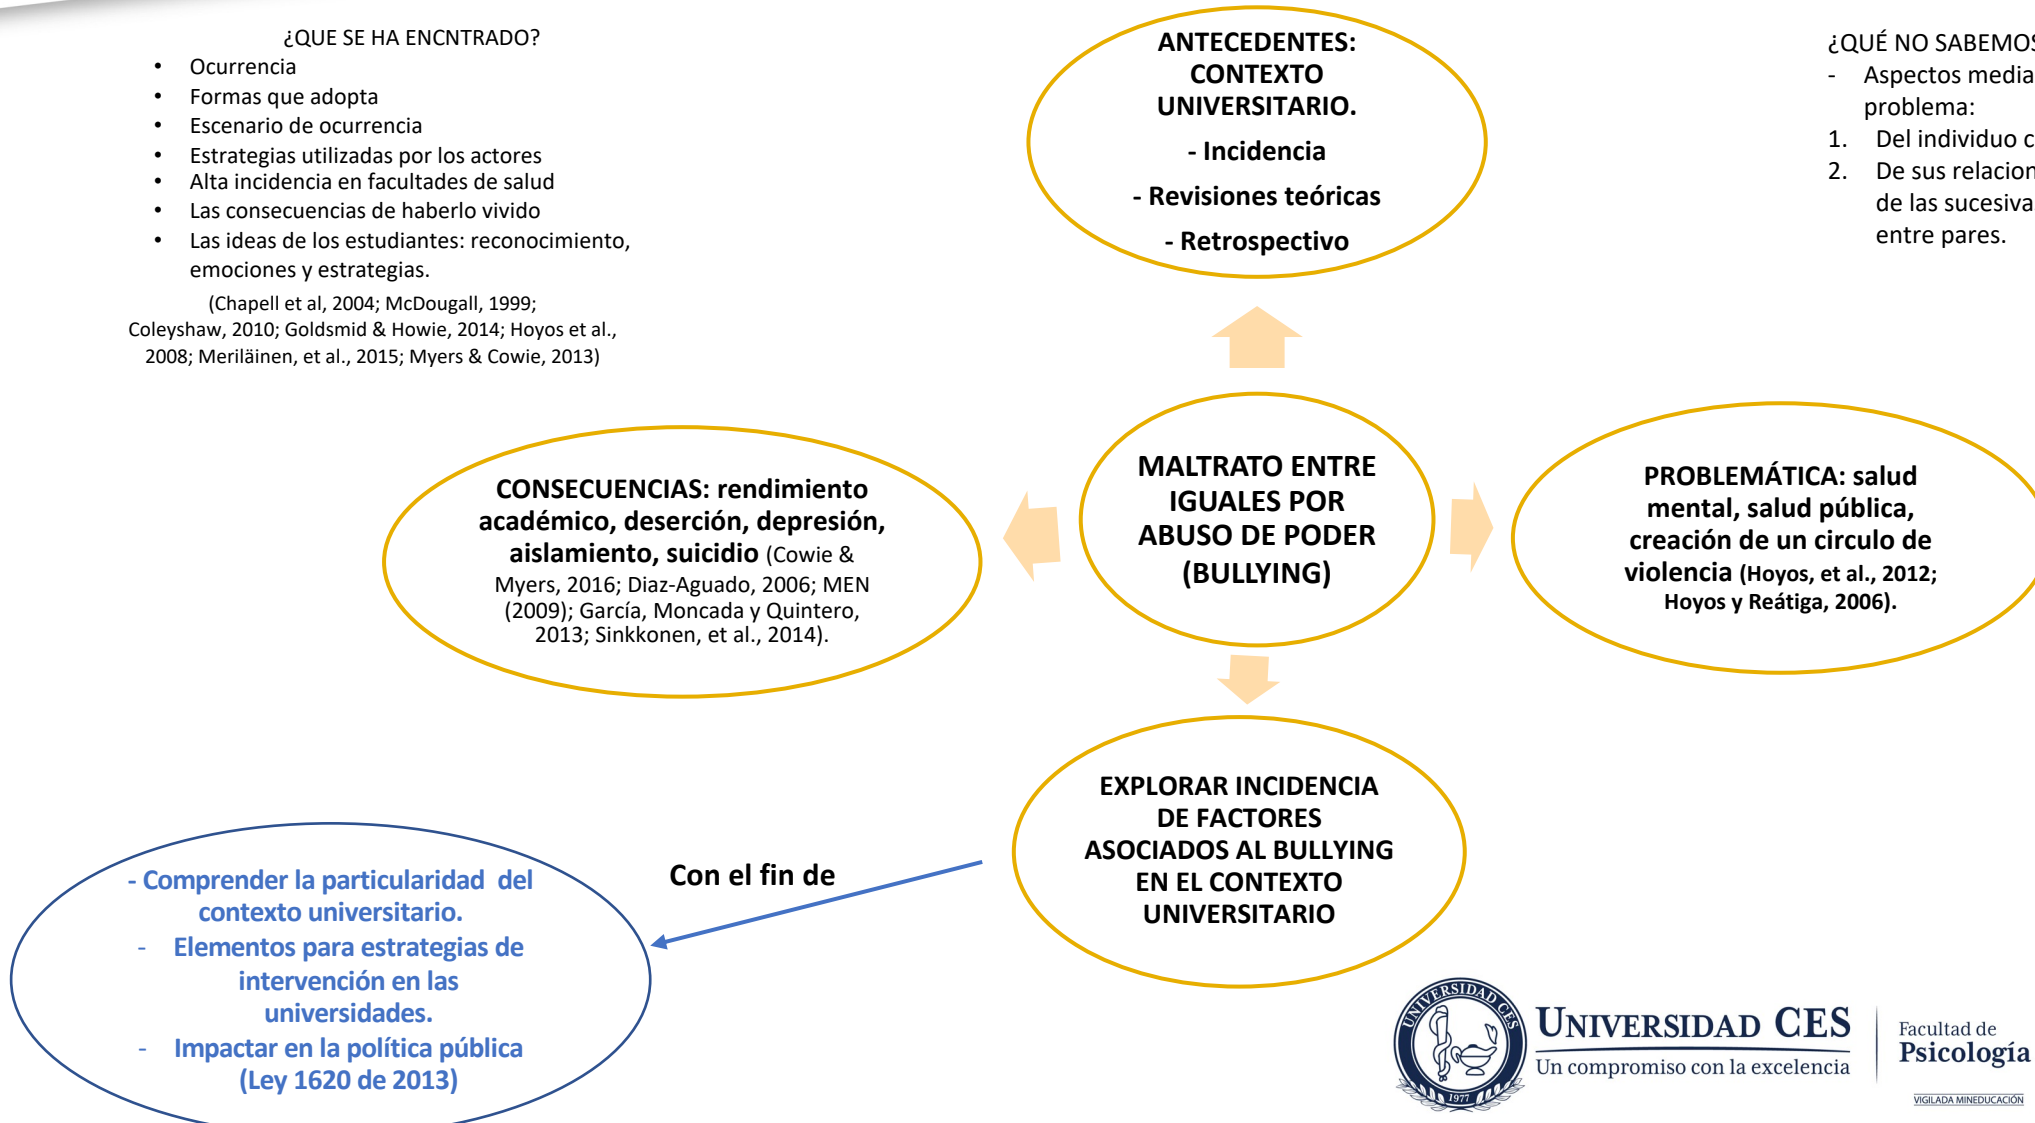 ¿QUE SE HA ENCNTRADO?
• Ocurrencia
• Formas que adopta
• Escenario de ocurrencia
• Estrategias utilizadas por los actores
• Alta incidencia en facultades de salud
• Las consecuencias de haberlo vivido
• Las ideas de los estudiantes: reconocimiento,
emociones y estrategias.
(Chapell et al, 2004; McDougall, 1999;
Coleyshaw, 2010; Goldsmid & Howie, 2014; Hoyos et al.,
2008; Meriläinen, et al., 2015; Myers & Cowie, 2013)
ANTECEDENTES:
CONTEXTO
UNIVERSITARIO.
- Incidencia
- Revisiones teóricas
- Retrospectivo
¿QUÉ NO SABEMOS
- Aspectos media
problema:
1. Del individuo c
2. De sus relacion
de las sucesiva
entre pares.
CONSECUENCIAS: rendimiento
académico, deserción, depresión,
aislamiento, suicidio (Cowie &
Myers, 2016; Diaz-Aguado, 2006; MEN
(2009); García, Moncada y Quintero,
2013; Sinkkonen, et al., 2014).
MALTRATO ENTRE
IGUALES POR
ABUSO DE PODER
(BULLYING)
PROBLEMÁTICA: salud
mental, salud pública,
creación de un circulo de
violencia (Hoyos, et al., 2012;
Hoyos y Reátiga, 2006).
EXPLORAR INCIDENCIA
DE FACTORES
ASOCIADOS AL BULLYING
EN EL CONTEXTO
UNIVERSITARIO
Con el fin de
- Comprender la particularidad del
contexto universitario.
- Elementos para estrategias de
intervención en las
universidades.
- Impactar en la política pública
(Ley 1620 de 2013)
UNIVERSIDAD CES
1977
UNIVERSIDAD CES
Un compromiso con la excelencia
Facultad de
Psicología
VIGILADA MINEDUCACIÓN